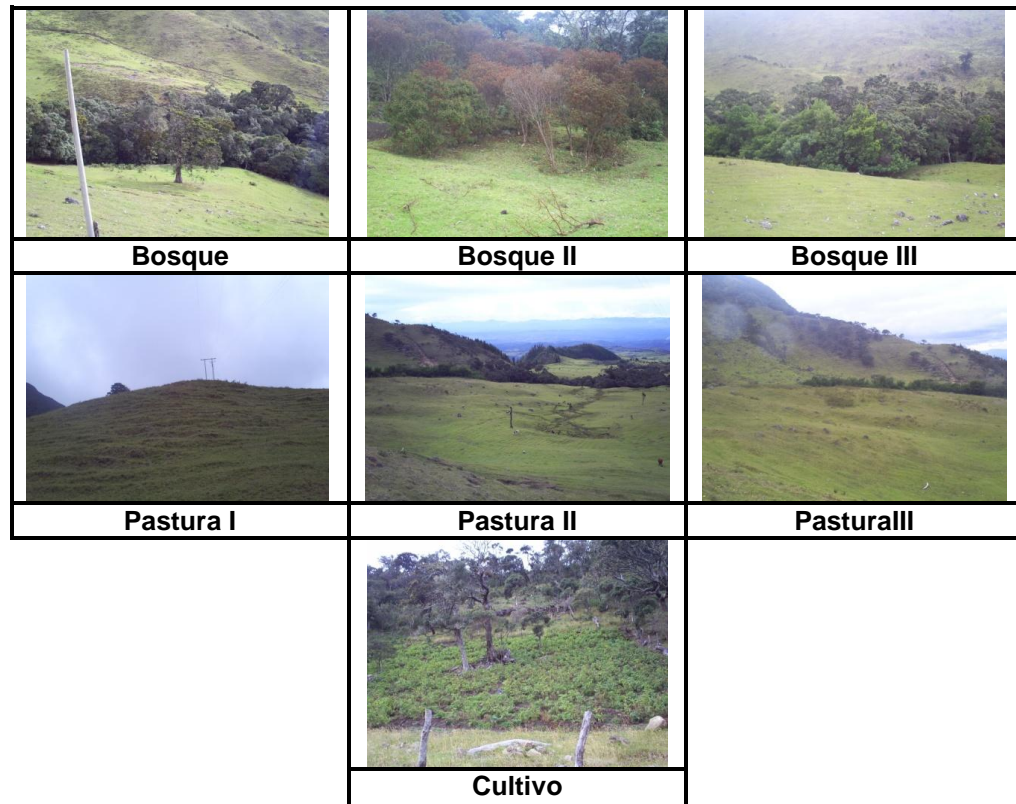 Bosque
Bosque II
Bosque III
Pastura I
Pastura II
PasturaIII
Cultivo